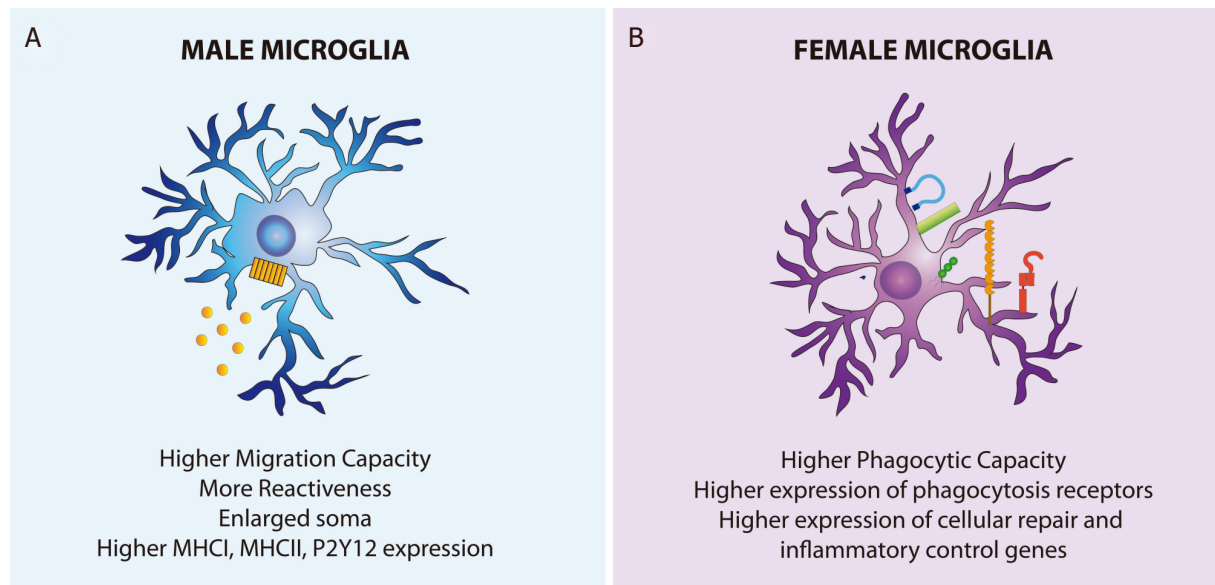 A
MALE MICROGLIA
Higher Migration Capacity
More Reactiveness
Enlarged soma
Higher MHCI, MHCII, P2Y12 expression
B
FEMALE MICROGLIA
Higher Phagocytic Capacity
Higher expression of phagocytosis receptors
Higher expression of cellular repair and
inflammatory control genes